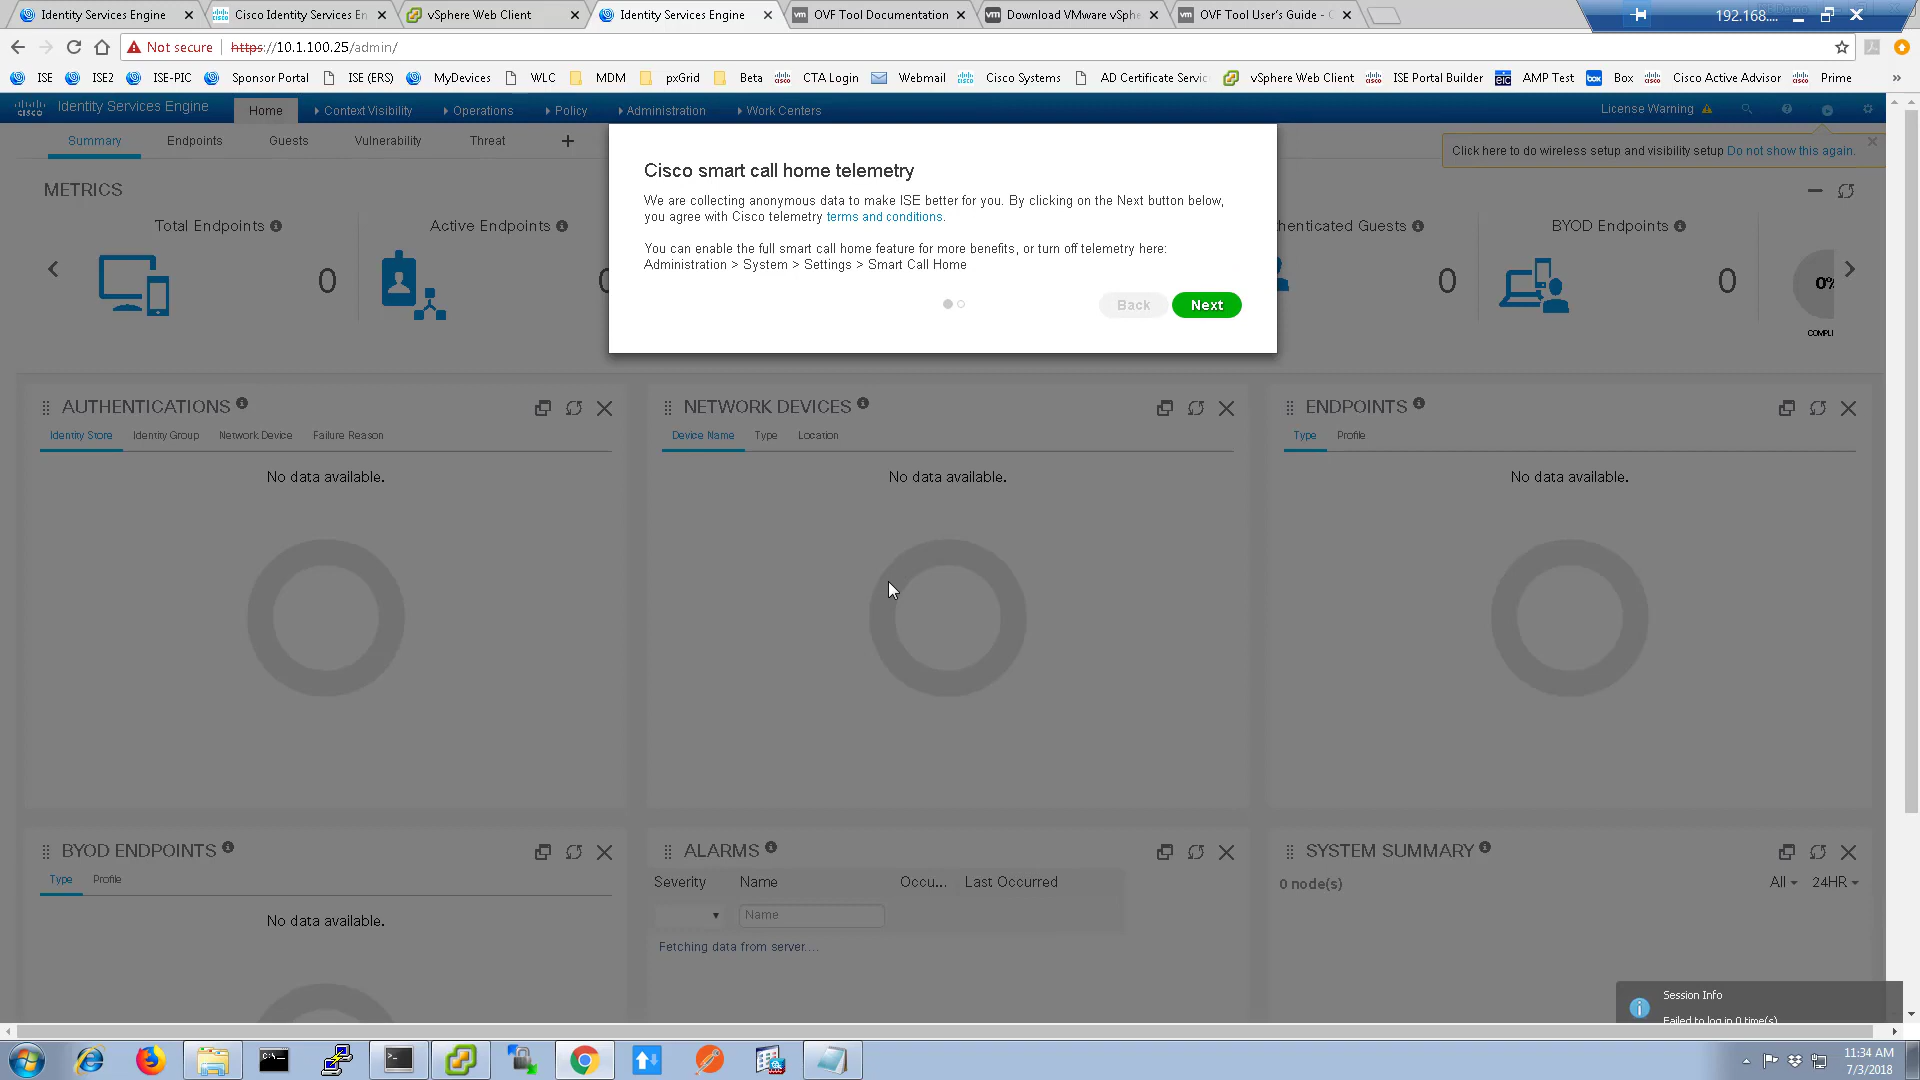 Identity Services Engine
Cisco Identity Services En
vSphere Web Client
Identity Services Engine
OVF Tool Documentation
Download VMware vSphe
OVF Tool User's Guide -
192.168....
Not secure
https://10.1.100.25/admin/
ISE
ISE2
ISE-PIC
Sponsor Portal
ISE (ERS)
MyDevices
WLC
MDM
pxGrid
Beta
CTA Login
Webmail
Cisco Systems
AD Certificate Servic
vSphere Web Client
ISE Portal Builder
AMP Test
Box
Cisco Active Advisor
Prime
»
cisco
Identity Services Engine
Home
Context Visibility
Operations
Policy
Administration
Work Centers
License Warning
Summary
Endpoints
Guests
Vulnerability
Threat
Click here to do wireless setup and visibility setup Do not show this again.
Cisco smart call home telemetry
We are collecting anonymous data to make ISE better for you. By clicking on the Next button below,
you agree with Cisco telemetry terms and conditions.
You can enable the full smart call home feature for more benefits, or turn off telemetry here:
Administration > System > Settings > Smart Call Home
Back
Next
METRICS
Total Endpoints
0
Active Endpoints
0
henticated Guests
0
BYOD Endpoints
0
0%
COMPLI
AUTHENTICATIONS
Identity Store
Identity Group
Network Device
Failure Reason
No data available.
NETWORK DEVICES
Device Name
Type
Location
No data available.
ENDPOINTS
Type
Profile
No data available.
BYOD ENDPOINTS
Type
Profile
No data available.
ALARMS
Severity
Name
Occu...
Last Occurred
Name
Fetching data from server....
SYSTEM SUMMARY
0 node(s)
All
24HR
Session Info
Failed to log in 0 time(s)
11:34 AM
7/3/2018